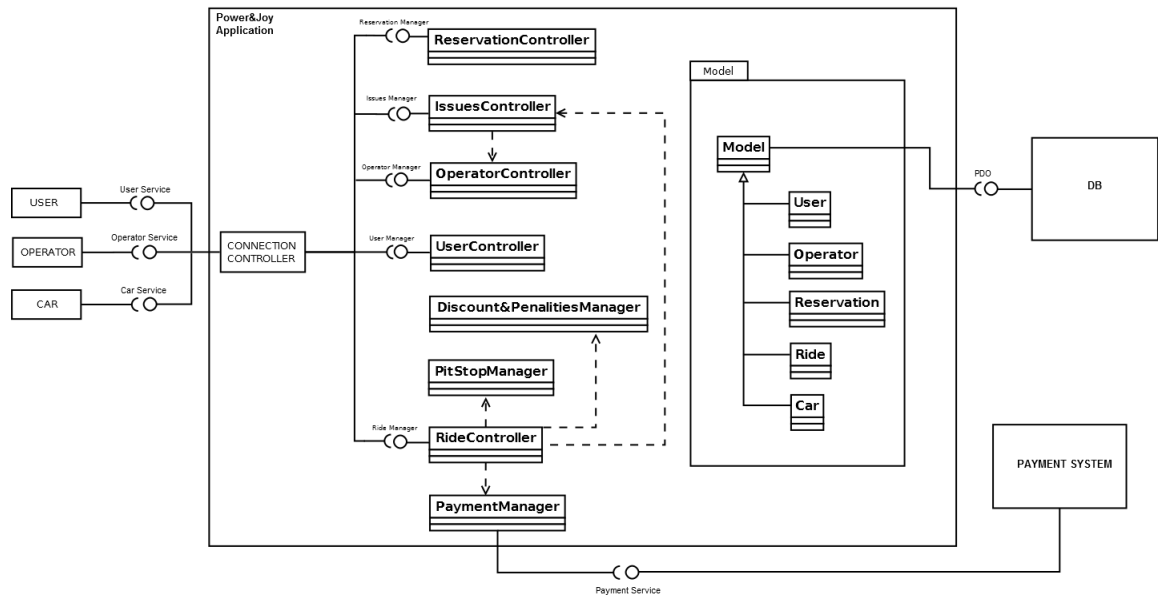 Power&Joy
Application
Reservation Manager
ReservationController
Model
Issues Manager
IssuesController
Model
Operator Manager
OperatorController
PDO
DB
User Service
USER
User
Operator Service
OPERATOR
CONNECTION
CONTROLLER
User Manager
UserController
Operator
Car Service
CAR
Discount&PenalitiesManager
Reservation
PitStopManager
Ride
Car
Ride Manager
RideController
PAYMENT SYSTEM
PaymentManager
Payment Service